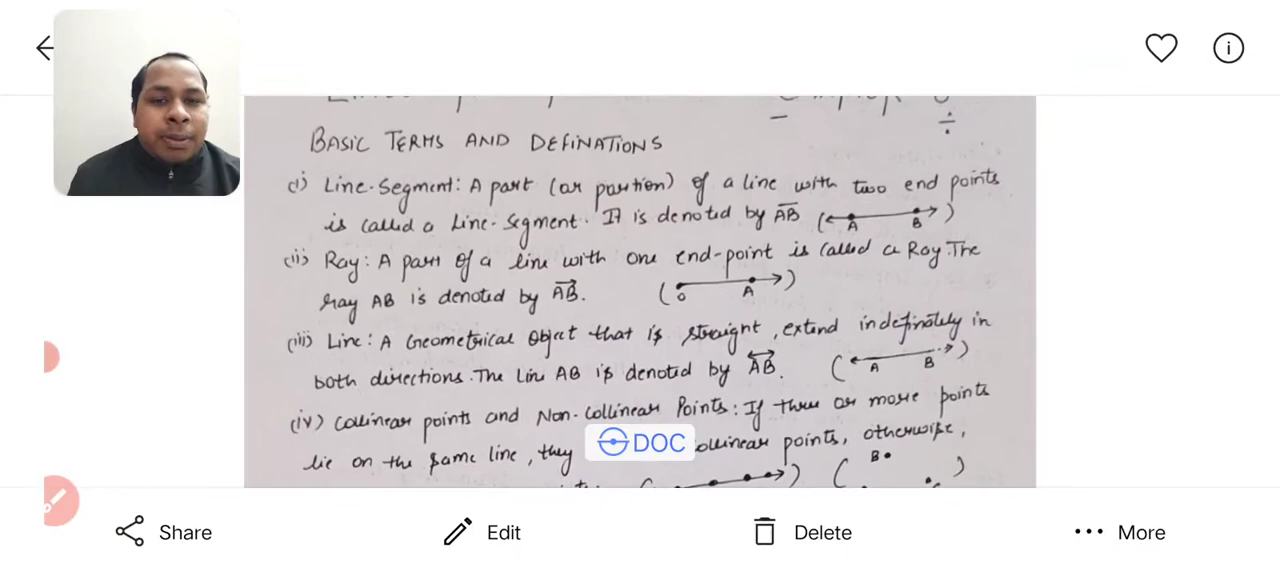 BASIC TERMS AND DEFINATIONS
(i) Line-Segment: A part (or portion) of a line with two end points
is called a Line-Segment. It is denoted by AB (A B)
(ii) Ray: A part of a line with one end-point is called a Ray. The
ray AB is denoted by AB. (O A)
(iii) Line: A Geometrical Object that is straight, extend indefinately in
both directions. The Line AB is denoted by AB. (A B)
(iv) Collinear points and Non-Collinear Points: If three or more points
lie on the same line, they collinear points, otherwise,
B
DOC
Share
Edit
Delete
More